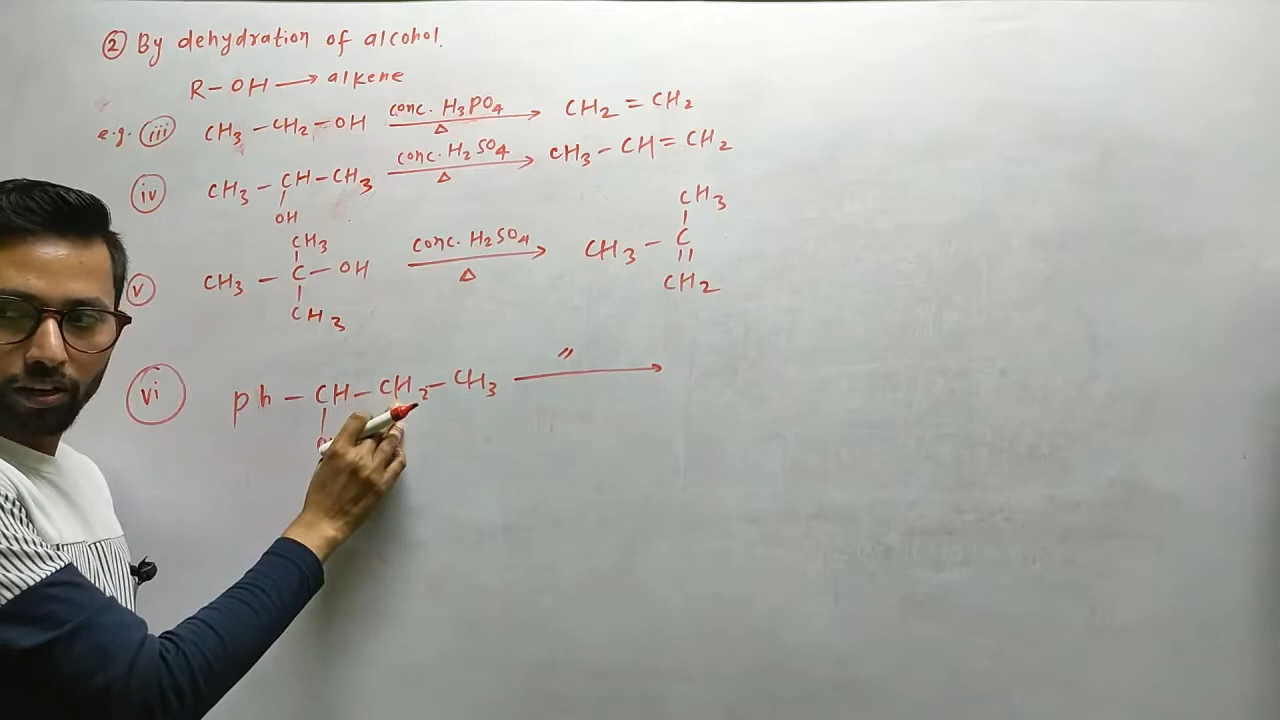 ② By dehydration of alcohol.
R-OH → alkene
e.g. (iii) CH3-CH2-OH conc. H3PO4 Δ → CH2=CH2
(iv) CH3-CH-CH3 conc. H2SO4 Δ → CH3-CH=CH2
OH
CH3 CH3
(v) CH3-C-OH conc. H2SO4 Δ → CH3-C
CH3 CH2
(vi) ph-CH-CH2-CH3 〃 →